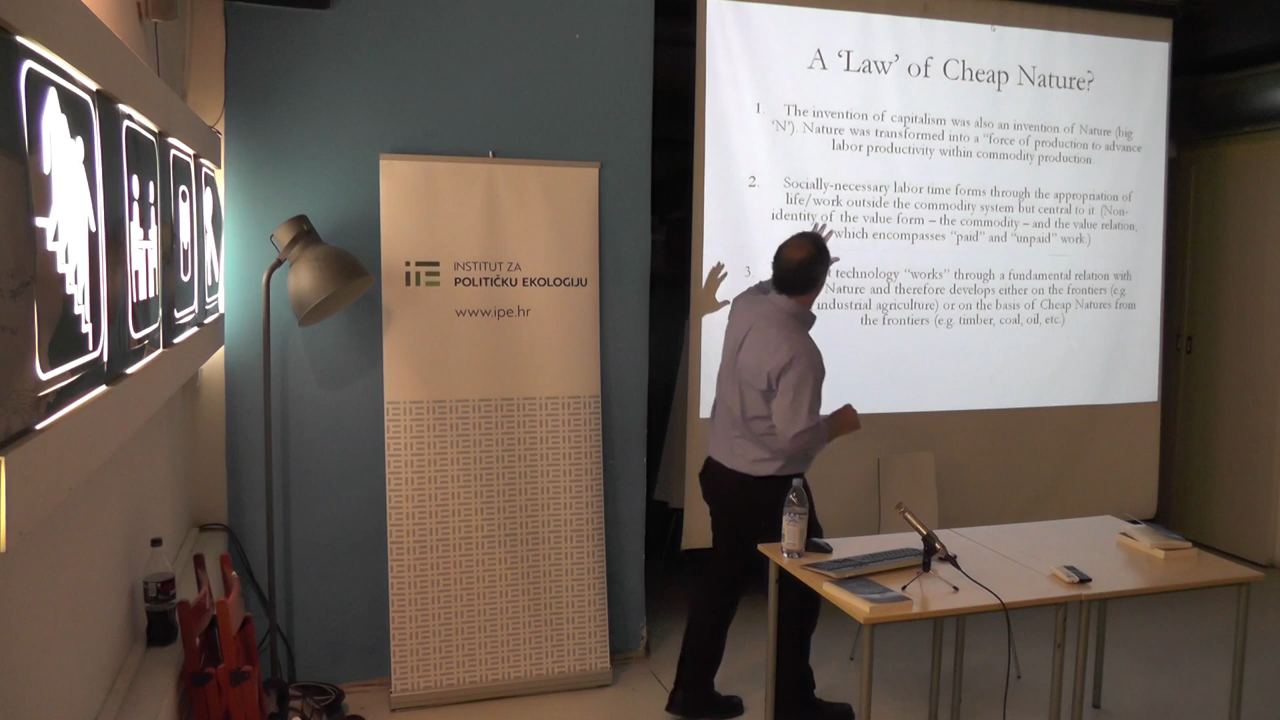 INSTITUT ZA
POLITIČKU EKOLOGIJU
www.ipe.hr
A ‘Law’ of Cheap Nature?
1. The invention of capitalism was also an invention of Nature (big
‘N’). Nature was transformed into a “force of production to advance
labor productivity within commodity production.
2. Socially-necessary labor time forms through the appropriation of
life/work outside the commodity system but central to it. (Non-
identity of the value form – the commodity – and the value relation,
which encompasses “paid” and “unpaid” work.)
3. technology “works” through a fundamental relation with
Nature and therefore develops either on the frontiers (e.g.
industrial agriculture) or on the basis of Cheap Natures from
the frontiers (e.g. timber, coal, oil, etc.)